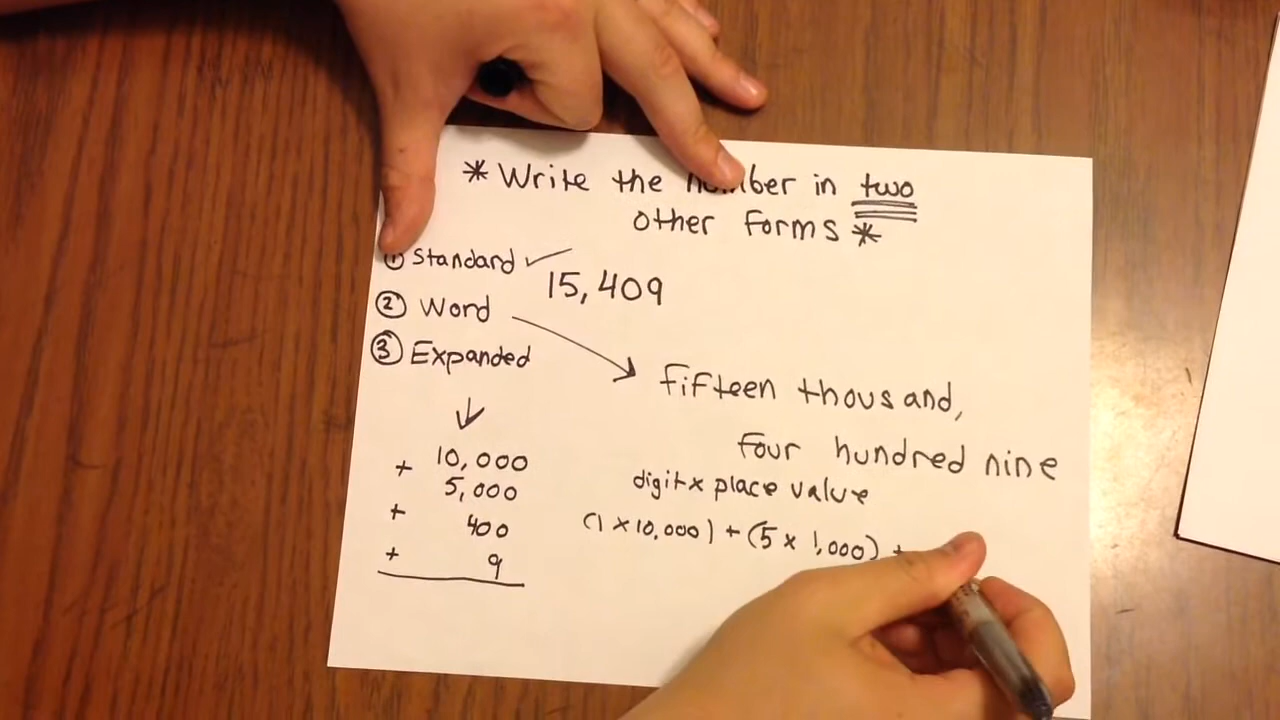 * Write the number in two
other forms *
① Standard ✓
15,409
② Word
③ Expanded
fifteen thousand,
four hundred nine
10,000
+ 5,000
+ 400
+ 9
digit x place value
(1 x 10,000) + (5 x 1,000) +